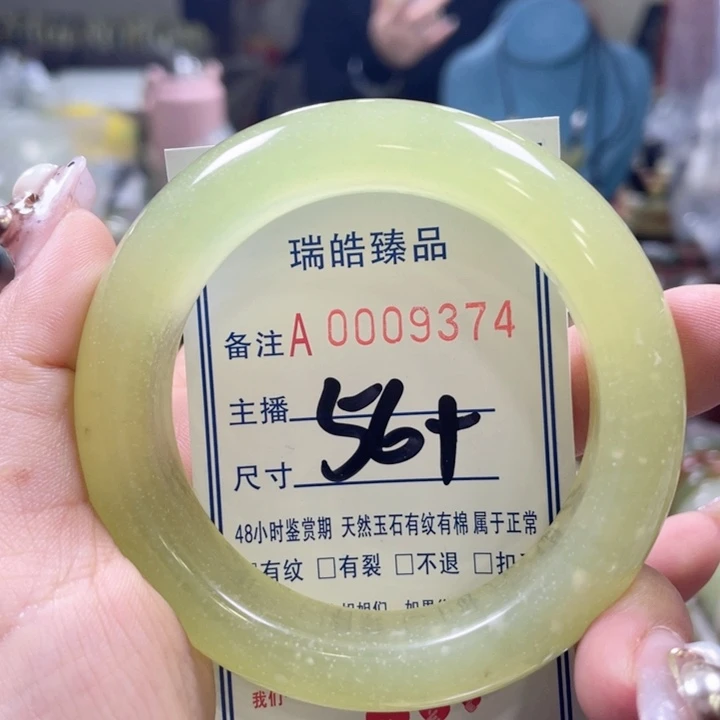 瑞皓臻品
备注A 0009374
主播
尺寸 56+
48小时鉴赏期 天然玉石有纹有棉属于正常
有纹 □有裂 □不退 □扣
我们